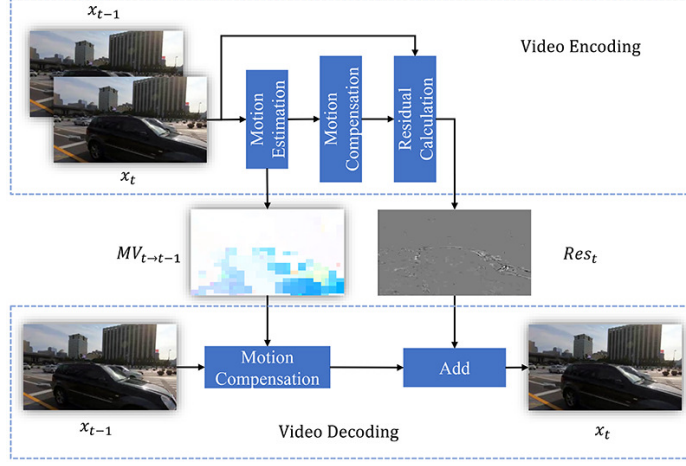 x_{t-1}
Video Encoding
Motion
Estimation
Motion
Compensation
Residual
Calculation
x_t
MV_{t→t−1}
Res_t
Motion
Compensation
Add
x_{t-1}
Video Decoding
x_t